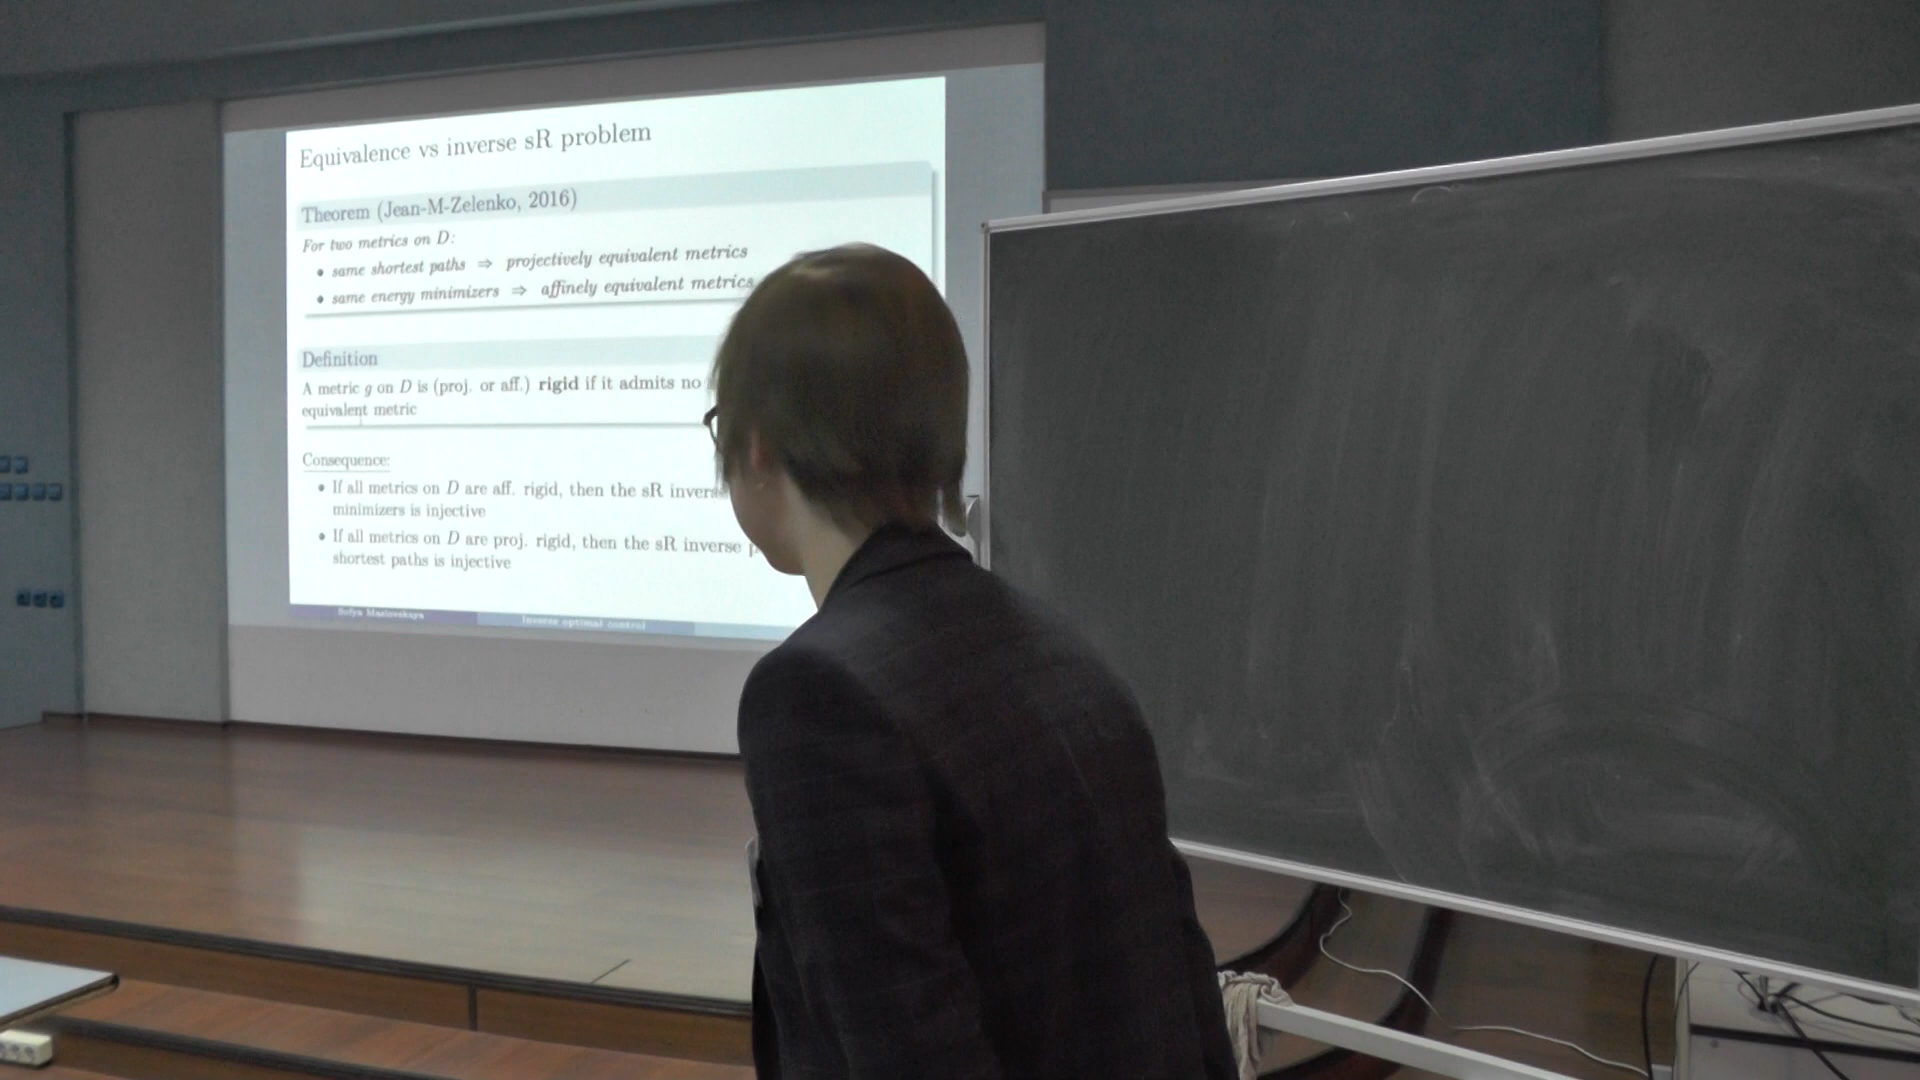 Equivalence vs inverse sR problem
Theorem (Jean-M-Zelenko, 2016)
For two metrics on D:
• same shortest paths ⇒ projectively equivalent metrics
• same energy minimizers ⇒ affinely equivalent metrics
Definition
A metric g on D is (proj. or aff.) rigid if it admits no
equivalent metric
Consequence:
• If all metrics on D are aff. rigid, then the sR
minimizers is injective
• If all metrics on D are proj. rigid, then the sR inverse
shortest paths is injective
Sofya Maslovskaya
Inverse optimal control